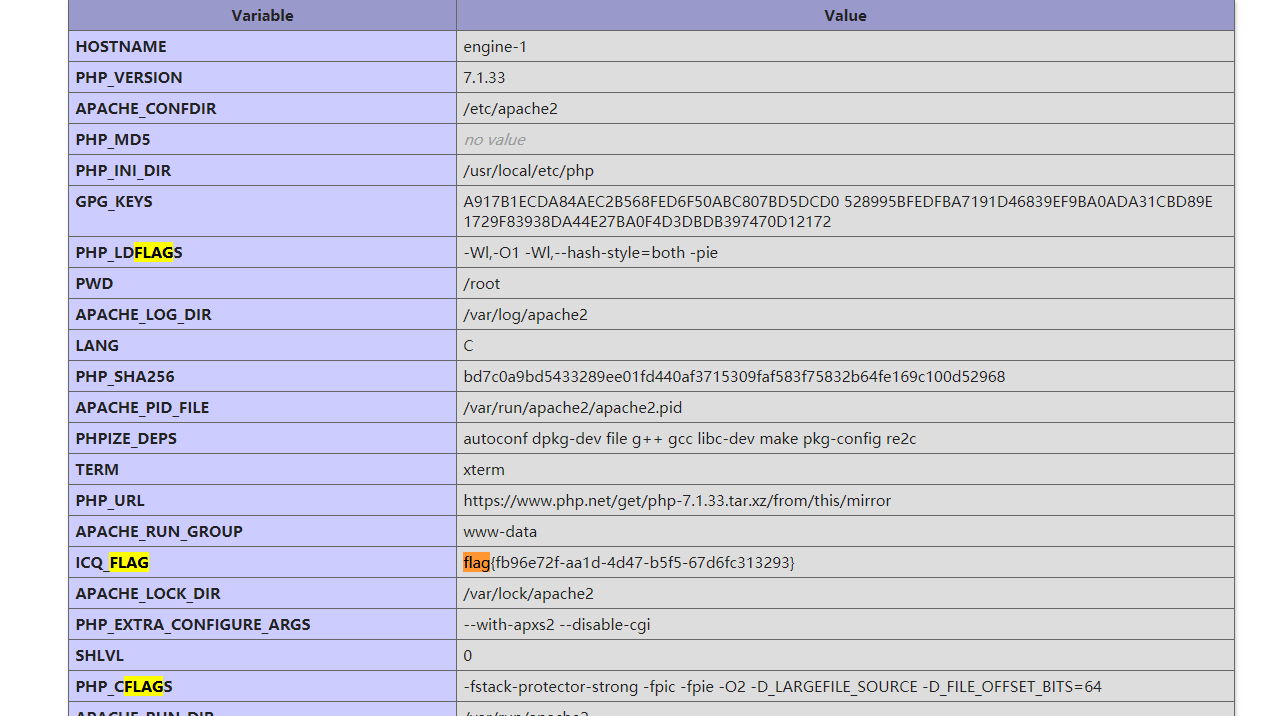 Variable Value
HOSTNAME engine-1
PHP_VERSION 7.1.33
APACHE_CONFDIR /etc/apache2
PHP_MD5 no value
PHP_INI_DIR /usr/local/etc/php
GPG_KEYS A917B1ECDA84AEC2B568FED6F50ABC807BD5DCD0 528995BFEDFBA7191D46839EF9BA0ADA31CBD89E
1729F83938DA44E27BA0F4D3DBDB397470D12172
PHP_LDFLAGS -Wl,-O1 -Wl,--hash-style=both -pie
PWD /root
APACHE_LOG_DIR /var/log/apache2
LANG C
PHP_SHA256 bd7c0a9bd5433289ee01fd440af3715309faf583f75832b64fe169c100d52968
APACHE_PID_FILE /var/run/apache2/apache2.pid
PHPIZE_DEPS autoconf dpkg-dev file g++ gcc libc-dev make pkg-config re2c
TERM xterm
PHP_URL https://www.php.net/get/php-7.1.33.tar.xz/from/this/mirror
APACHE_RUN_GROUP www-data
ICQ_FLAG flag{fb96e72f-aa1d-4d47-b5f5-67d6fc313293}
APACHE_LOCK_DIR /var/lock/apache2
PHP_EXTRA_CONFIGURE_ARGS --with-apxs2 --disable-cgi
SHLVL 0
PHP_CFLAGS -fstack-protector-strong -fpic -fpie -O2 -D_LARGEFILE_SOURCE -D_FILE_OFFSET_BITS=64
APACHE_RUN_DIR /var/run/apache2